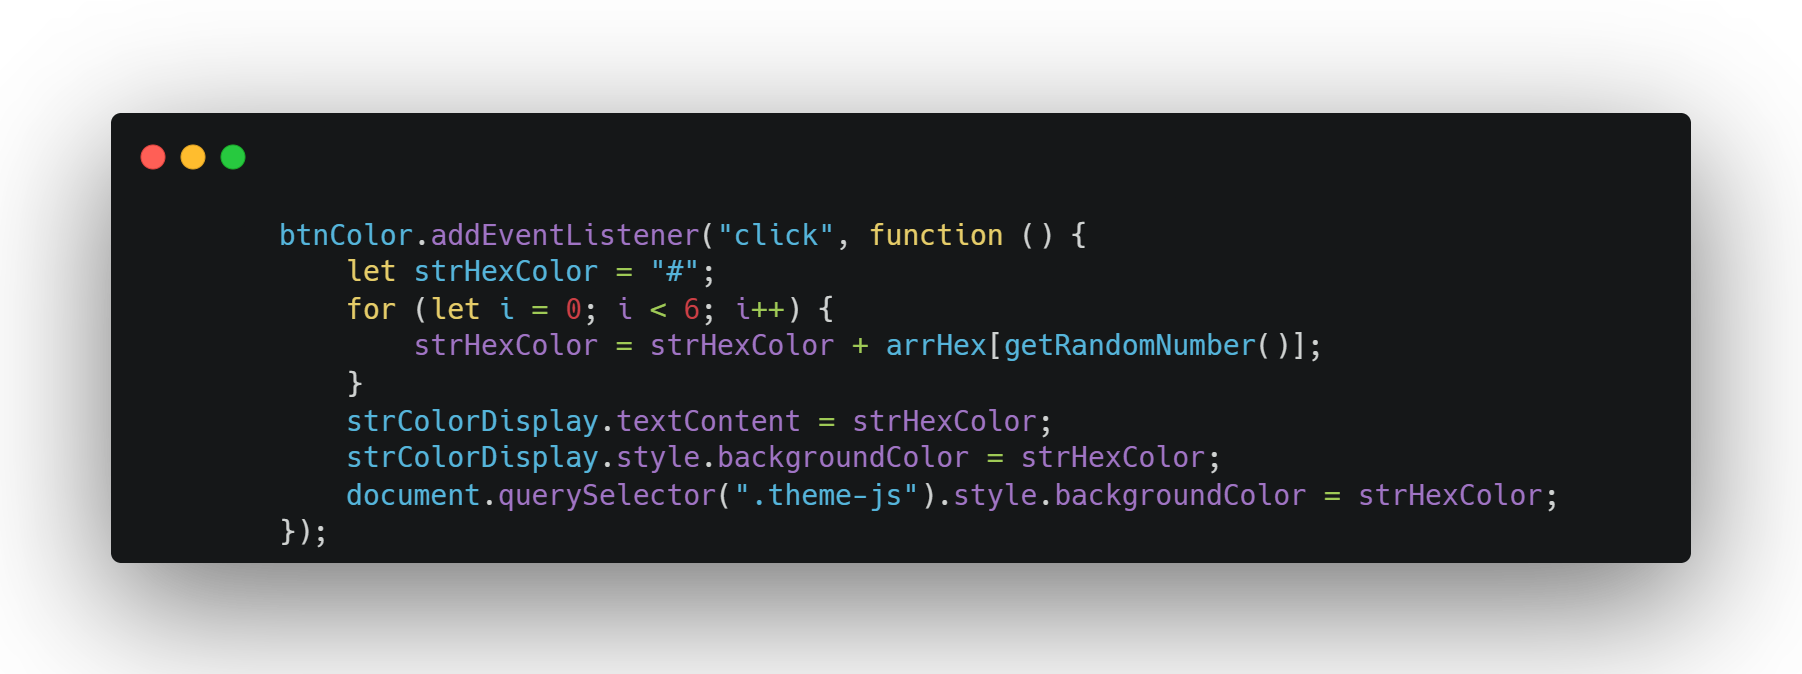 btnColor.addEventListener("click", function () {
    let strHexColor = "#";
    for (let i = 0; i < 6; i++) {
        strHexColor = strHexColor + arrHex[getRandomNumber()];
    }
    strColorDisplay.textContent = strHexColor;
    strColorDisplay.style.backgroundColor = strHexColor;
    document.querySelector(".theme-js").style.backgroundColor = strHexColor;
});